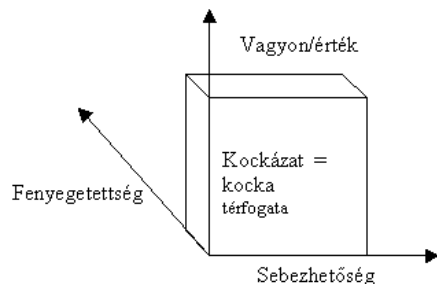 Vagyon/érték
Kockázat =
kocka
térfogata
Fenyegetettség
Sebezhetőség